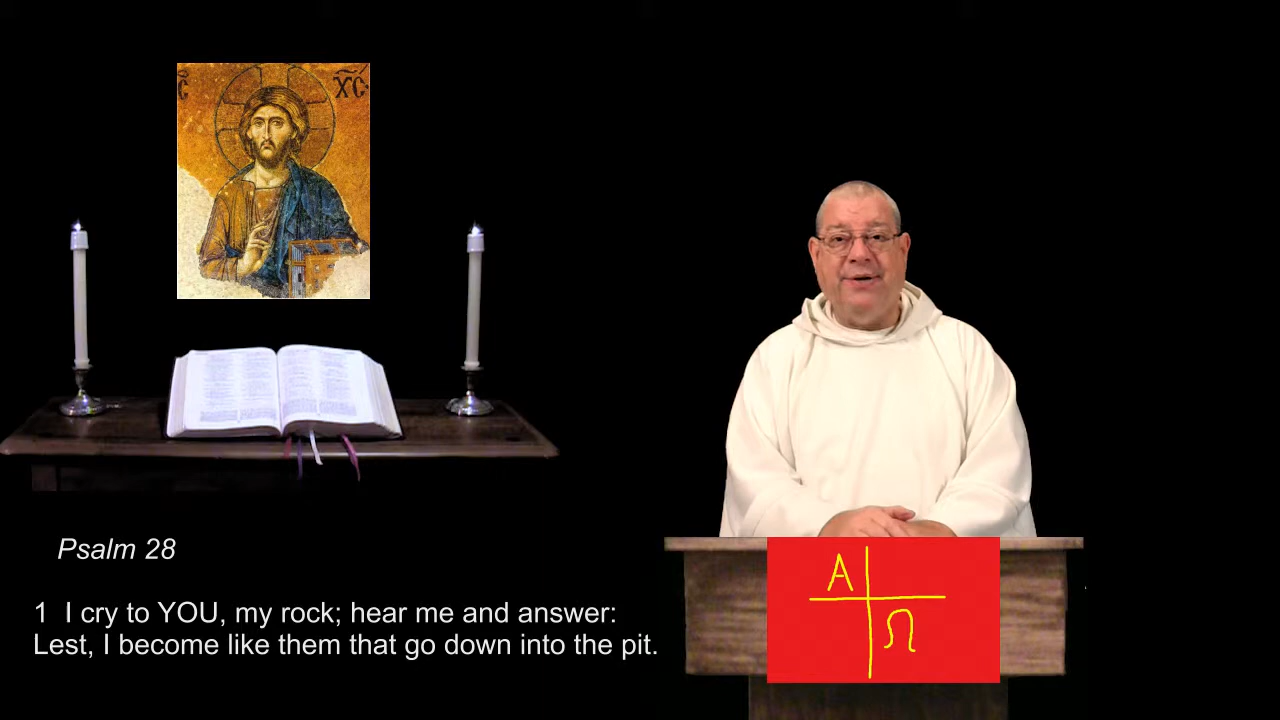 C
XC
Psalm 28
1 I cry to YOU, my rock; hear me and answer:
Lest, I become like them that go down into the pit.
Α
Ω